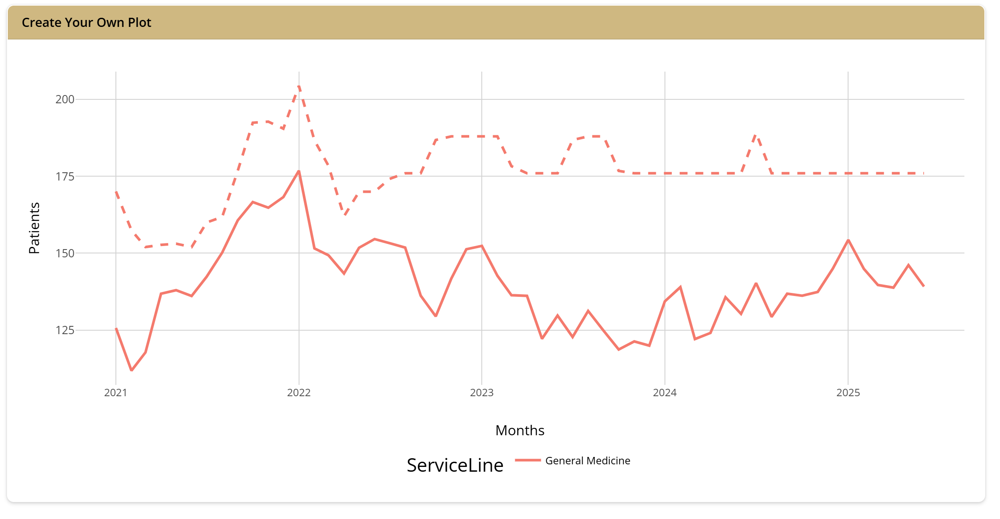 Create Your Own Plot
200
175
150
125
Patients
2021 2022 2023 2024 2025
Months
ServiceLine General Medicine